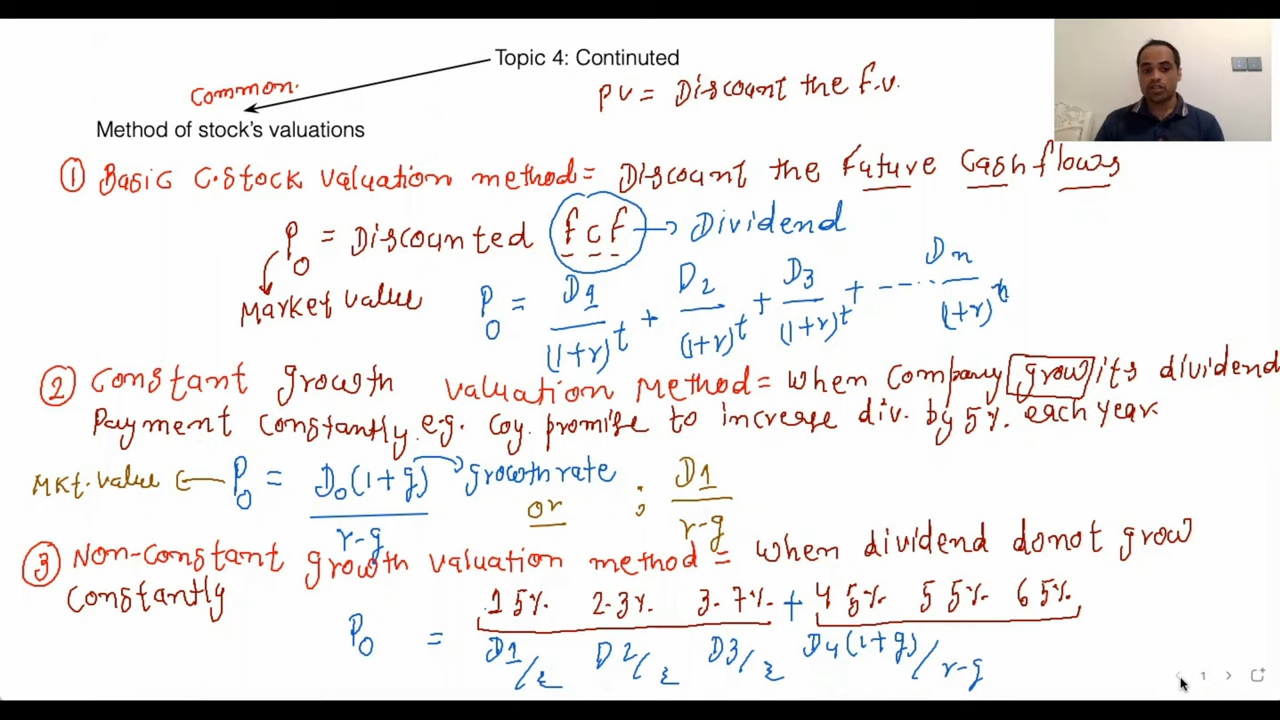 Topic 4: Continuted
Common.
PV = Discount the f.v.
Method of stock's valuations
① Basic C.stock valuation method = Discount the Future Cash flows
P0 = Discounted fcf → Dividend
Market value
P0 = D1/(1+r)^t + D2/(1+r)^t + D3/(1+r)^t + ------ Dn/(1+r)^t
② Constant growth valuation Method = when Company grow its dividend
Payment constantly. e.g. Coy. promise to increase div. by 5%. each year
Mkt.value ← P0 = D0(1+g)/r-g → growth rate or ; D1/r-g
③ Non-constant growth valuation method = when dividend donot grow
constantly
1 5% 2-3% 3-7% + 4 5% 5 5% 6 5%
P0 = D1/ D2/ D3/ D4(1+g)/r-g
1